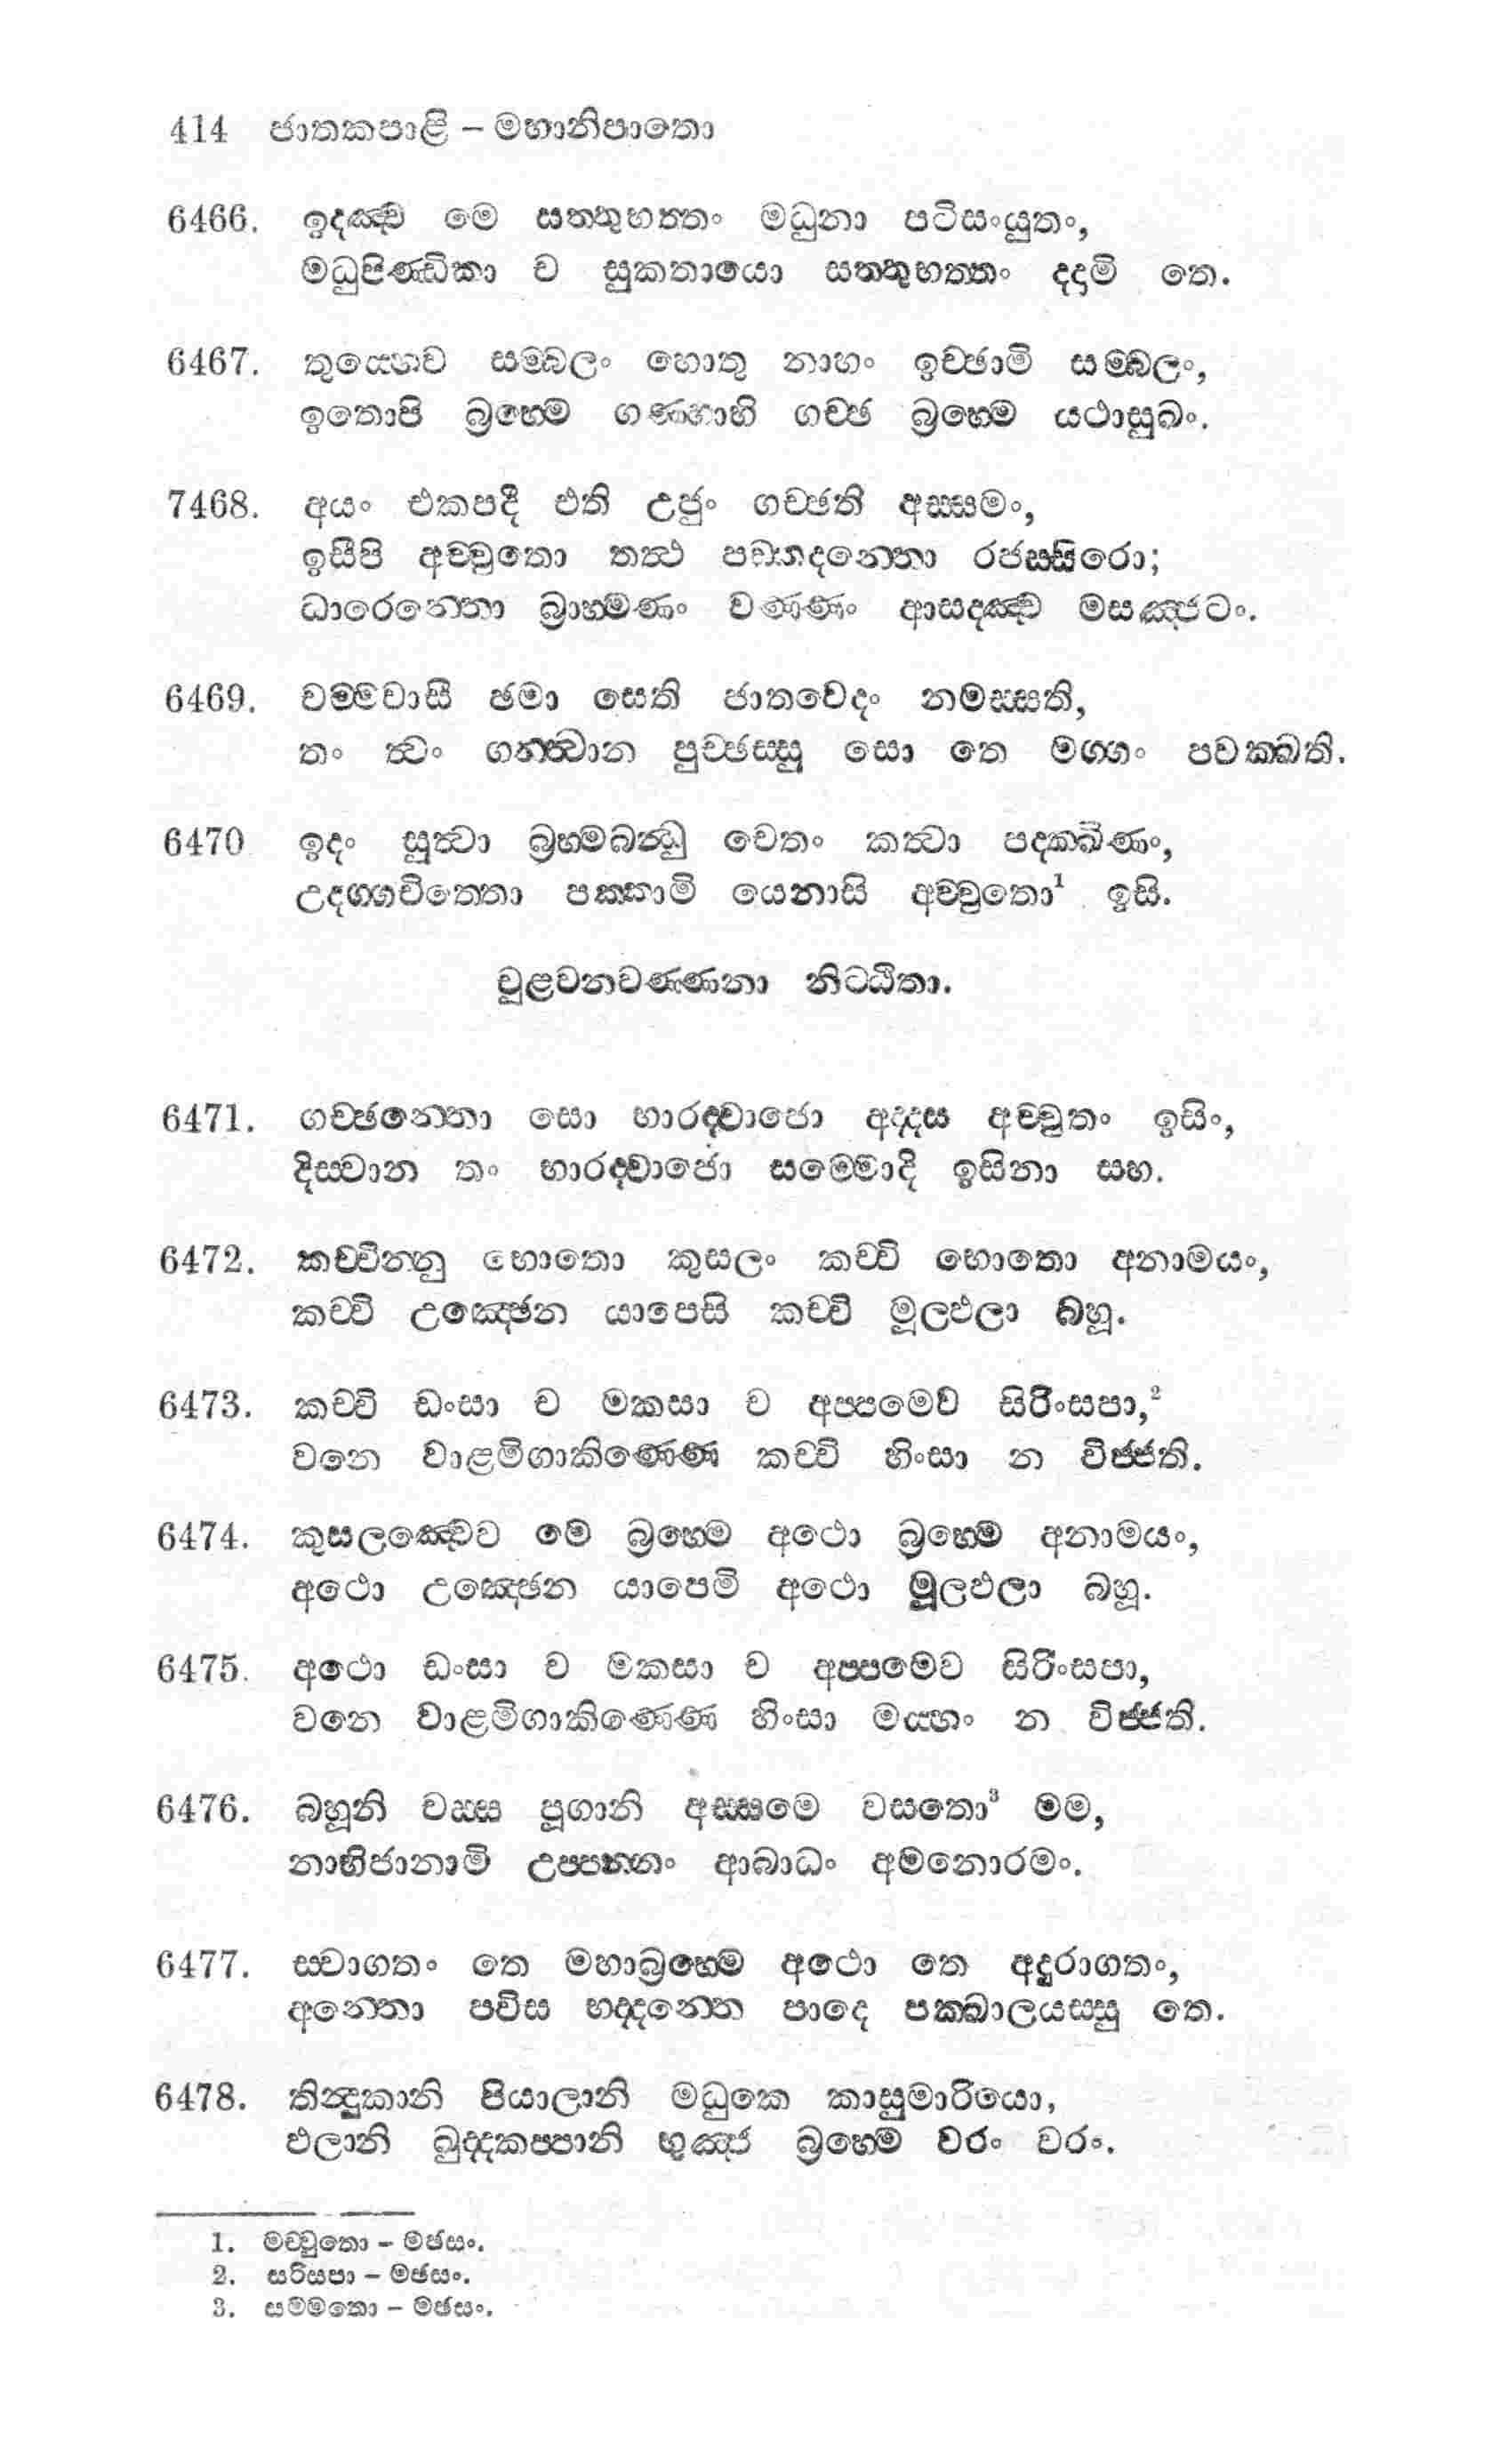 414 ජාතකපාළි – මහානිපාතො
6466. ඉදඤ්ච මෙ සත්තුභත්තං මධුනා පටිසංයුතං,
මධුපිණ්ඩිකා ච සුකතායො සත්තුභත්තං දදාමි තෙ.
6467. තුය්හෙව සම්බලං හොතු නාහං ඉච්ඡාමි සම්බලං,
ඉතොපි බ්‍රහ්මෙ ගණ්හාහි ගච්ඡ බ්‍රහ්මෙ යථාසුඛං.
7468. අයං එකපදී එති උජුං ගච්ඡති අස්සමං,
ඉසීපි අච්චුතො තත්‍ථ පඞ්කදන්තො රජස්සිරො;
ධාරෙන්තො බ්‍රාහ්මණං වණ්ණං ආසදඤ්ච මසඤ්ජටං.
6469. චම්මවාසී ඡමා සෙති ජාතවෙදං නමස්සති,
තං ත්‍වං ගන්ත්‍වාන පුච්ඡස්සු සො තෙ මග්ගං පවක්ඛති.
6470 ඉදං සුත්‍වා බ්‍රහ්මබන්‍ධු චෙතං කත්‍වා පදක්ඛිණං,
උදග්ගචිත්තො පක්කාමි යෙනාසි අච්චුතො¹ ඉසි.
චූළවනවණ්ණනා නිට්ඨිතා.
6471. ගච්ඡන්තො සො භාරද්වාජො අද්දස අච්චුතං ඉසිං,
දිස්වාන තං භාරද්වාජො සම්මොදි ඉසිනා සහ.
6472. කච්චින්නු භොතො කුසලං කච්චි භොතො අනාමයං,
කච්චි උඤ්ඡෙන යාපෙසි කච්චි මූලඵලා බහූ.
6473. කච්චි ඩංසා ච මකසා ච අප්පමෙව සිරිංසපා,²
වනෙ වාළමිගාකිණ්ණෙ කච්චි හිංසා න විජ්ජති.
6474. කුසලඤ්චෙව මෙ බ්‍රහ්මෙ අථො බ්‍රහ්මෙ අනාමයං,
අථො උඤ්ඡෙන යාපෙමි අථො මූලඵලා බහූ.
6475. අථො ඩංසා ච මකසා ච අප්පමෙව සිරිංසපා,
වනෙ වාළමිගාකිණ්ණෙ හිංසා මය්හං න විජ්ජති.
6476. බහූනි වස්ස පූගානි අස්සමෙ වසතො³ මම,
නාභිජානාමි උප්පන්නං ආබාධං අමනොරමං.
6477. ස්වාගතං තෙ මහාබ්‍රහ්මෙ අථො තෙ අදුරාගතං,
අන්තො පවිස භද්දන්තෙ පාදෙ පක්ඛාලයස්සු තෙ.
6478. තින්‍දුකානි පියාලානි මධුකෙ කාසුමාරියො,
ඵලානි ඛුද්දකප්පානි භුඤ්ජ බ්‍රහ්මෙ වරං වරං.
1. මච්චුතො – මඡසං.
2. සරිසපා – මඡසං.
3. සම්මතො – මඡසං.